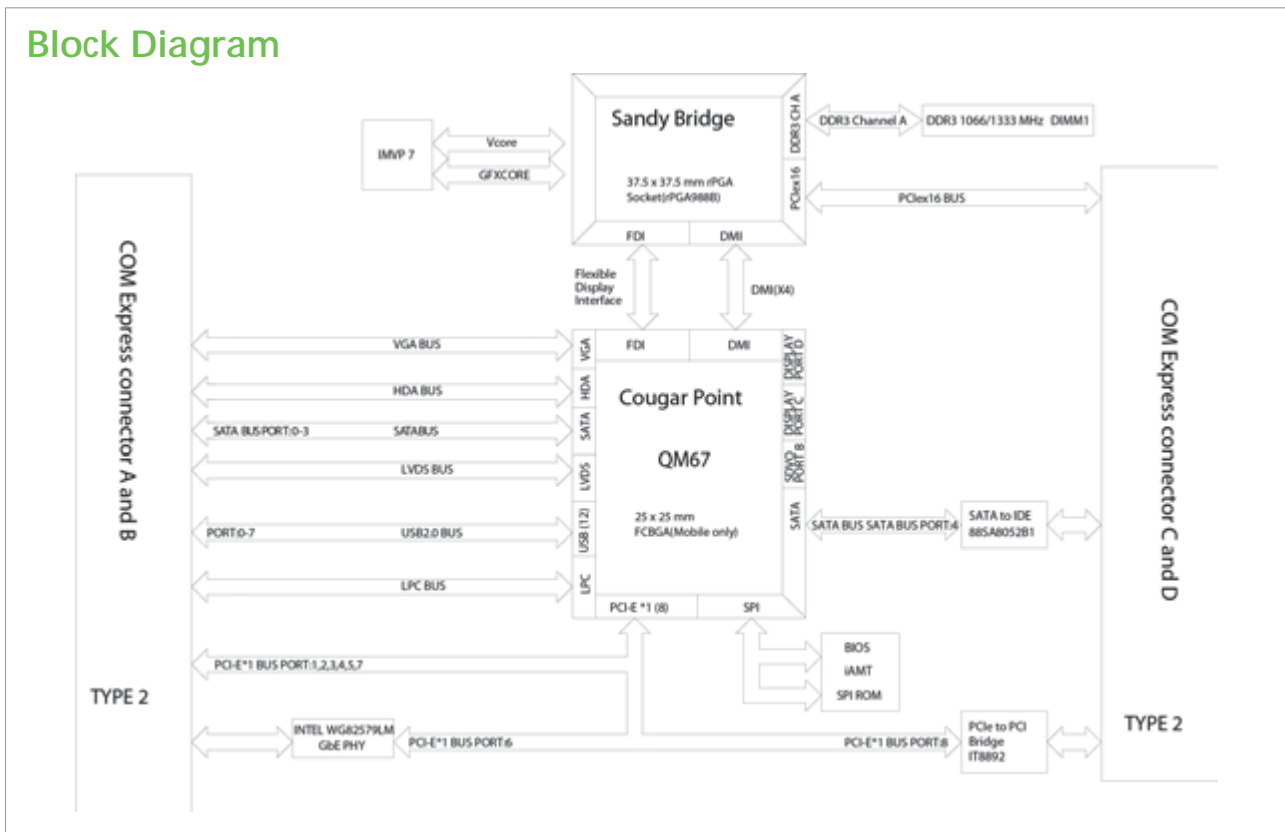 Block Diagram
Sandy Bridge
37.5 x 37.5 mm rPGA
Socket(rPGA988B)
DDR3 CH A
PCIex16
FDI
DMI
IMVP 7
Vcore
GFXCORE
DDR3 Channel A
DDR3 1066/1333 MHz DIMM1
PCIex16 BUS
Flexible
Display
Interface
DMI(X4)
COM Express connector A and B
TYPE 2
VGA BUS
HDA BUS
SATA BUS PORT:0-3
SATABUS
LVDS BUS
PORT:0-7
USB2.0 BUS
LPC BUS
VGA
HDA
SATA
LVDS
USB (12)
LPC
FDI
DMI
Cougar Point
QM67
25 x 25 mm
FCBGA(Mobile only)
PCI-E *1 (8)
SPI
DISPLAY
PORT D
DISPLAY
PORT C
SDVO
PORT B
SATA
SATA BUS SATA BUS PORT:4
SATA to IDE
88SA8052B1
COM Express connector C and D
TYPE 2
PCI-E*1 BUS PORT:1,2,3,4,5,7
BIOS
iAMT
SPI ROM
INTEL WG82579LM
GbE PHY
PCI-E*1 BUS PORT:6
PCI-E*1 BUS PORT:8
PCIe to PCI
Bridge
IT8892